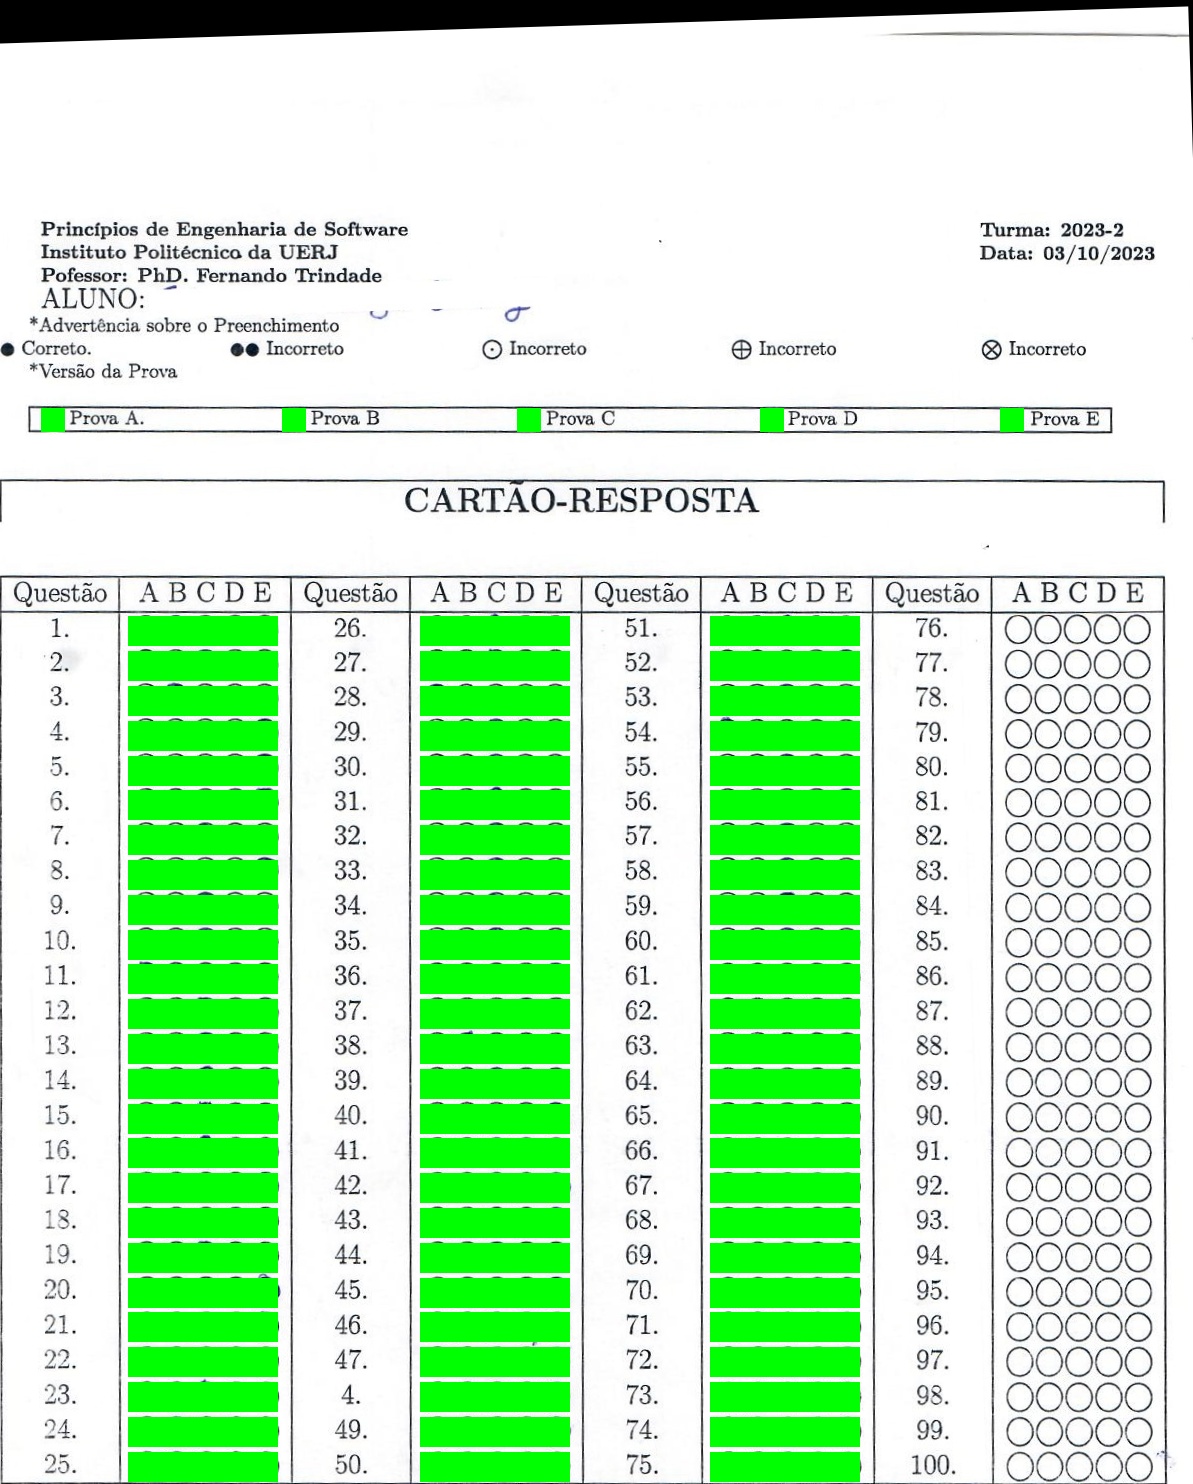 Princípios de Engenharia de Software Turma: 2023-2
Instituto Politécnico da UERJ Data: 03/10/2023
Pofessor: PhD. Fernando Trindade
ALUNO:
*Advertência sobre o Preenchimento
Correto. Incorreto Incorreto Incorreto Incorreto
*Versão da Prova
Prova A. Prova B Prova C Prova D Prova E
CARTÃO-RESPOSTA
Questão A B C D E Questão A B C D E Questão A B C D E Questão A B C D E
1. 26. 51. 76.
2. 27. 52. 77.
3. 28. 53. 78.
4. 29. 54. 79.
5. 30. 55. 80.
6. 31. 56. 81.
7. 32. 57. 82.
8. 33. 58. 83.
9. 34. 59. 84.
10. 35. 60. 85.
11. 36. 61. 86.
12. 37. 62. 87.
13. 38. 63. 88.
14. 39. 64. 89.
15. 40. 65. 90.
16. 41. 66. 91.
17. 42. 67. 92.
18. 43. 68. 93.
19. 44. 69. 94.
20. 45. 70. 95.
21. 46. 71. 96.
22. 47. 72. 97.
23. 4. 73. 98.
24. 49. 74. 99.
25. 50. 75. 100.